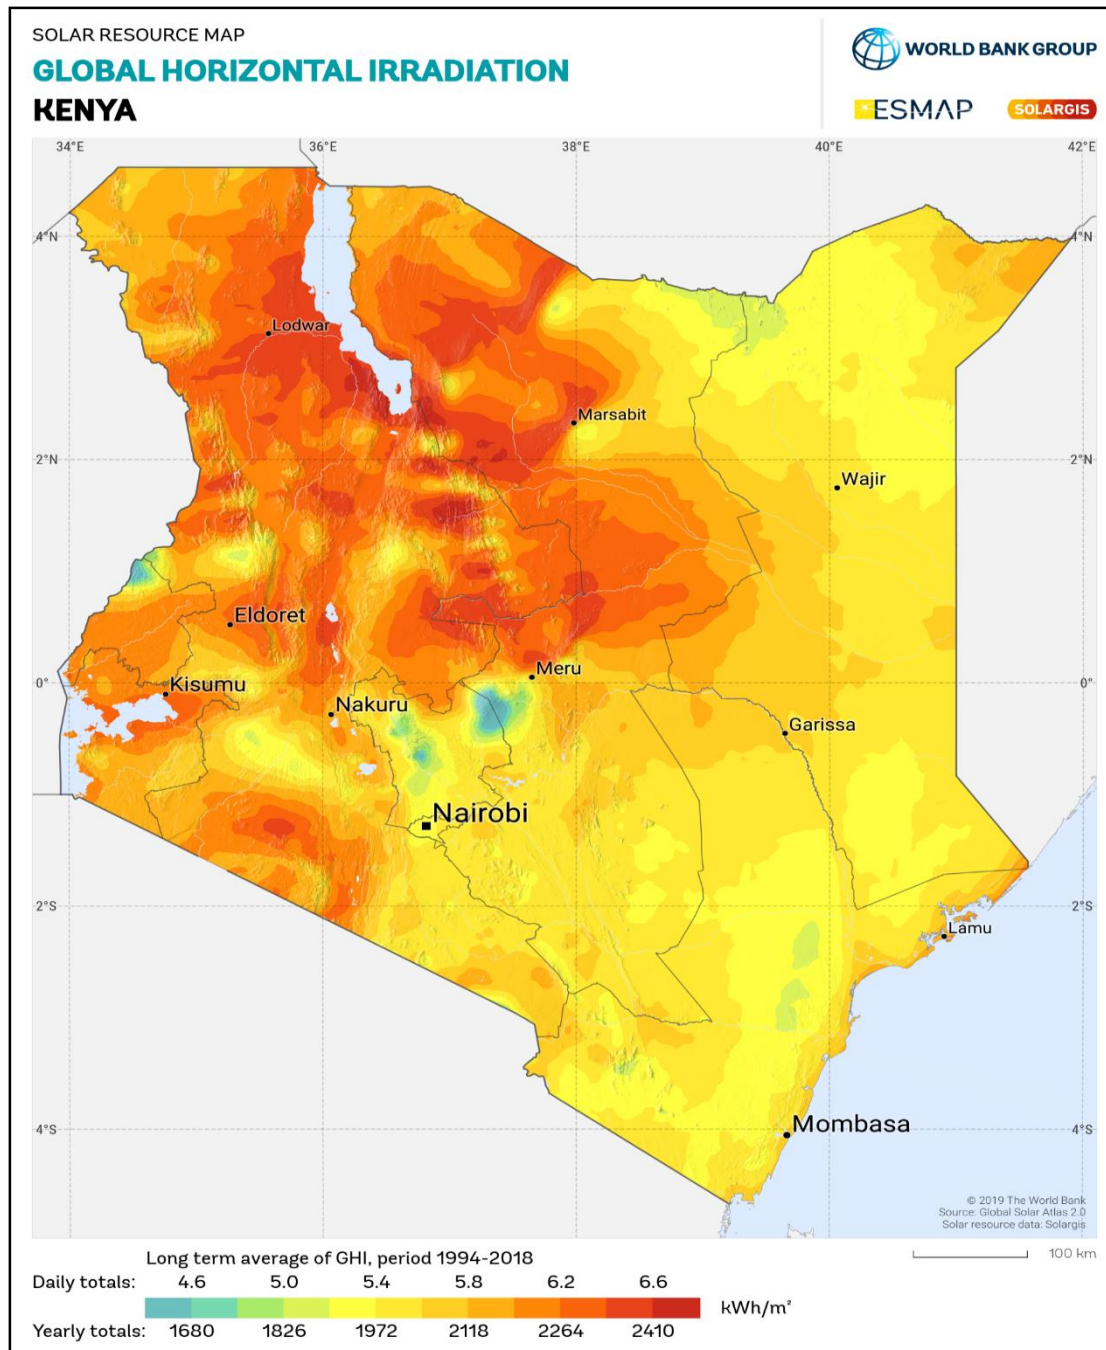 SOLAR RESOURCE MAP
GLOBAL HORIZONTAL IRRADIATION
KENYA
WORLD BANK GROUP
ESMAP
SOLARGIS
34°E 36°E 38°E 40°E 42°E
4°N 4°N
Lodwar
Marsabit
2°N 2°N
Wajir
Eldoret
Meru
0° 0°
Kisumu
Nakuru
Garissa
Nairobi
2°S 2°S
Lamu
Mombasa
4°S 4°S
© 2019 The World Bank
Source: Global Solar Atlas 2.0
Solar resource data: Solargis
Long term average of GHI, period 1994-2018
100 km
Daily totals: 4.6 5.0 5.4 5.8 6.2 6.6
kWh/m²
Yearly totals: 1680 1826 1972 2118 2264 2410